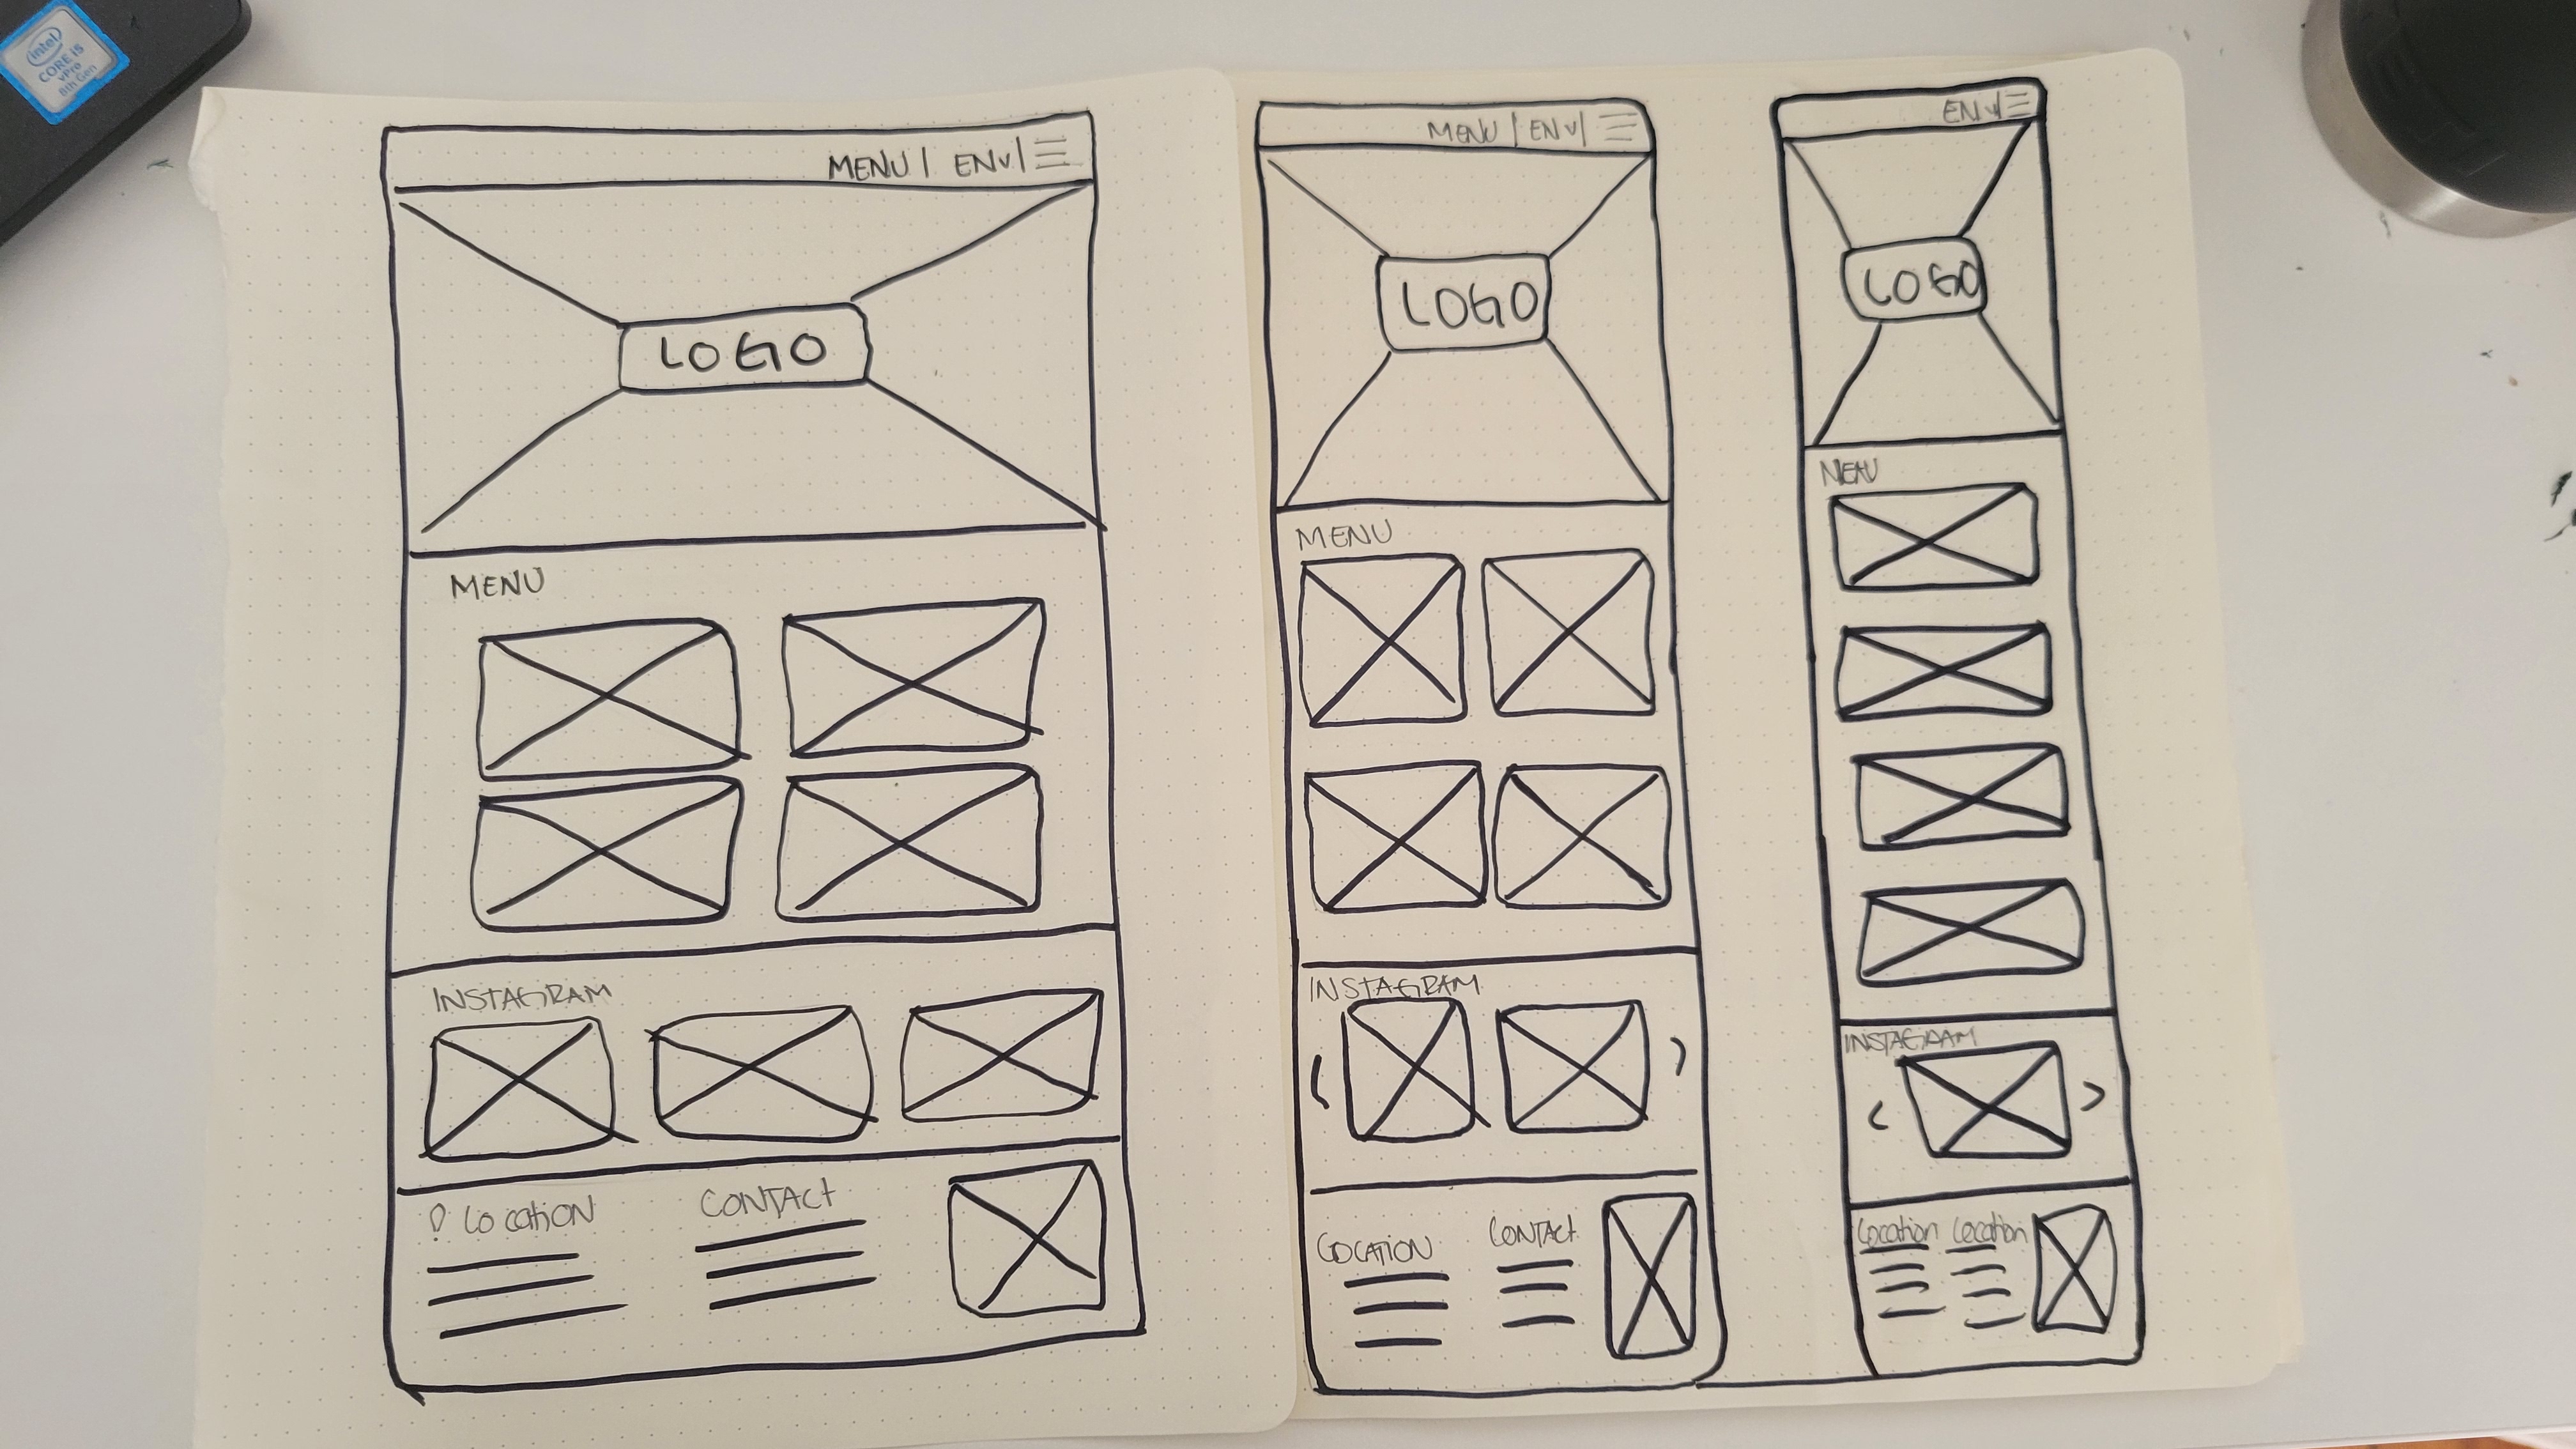 intel
CORE i5
vPro
8th Gen
MENU | EN v |
LOGO
MENU
INSTAGRAM
Location
CONTACT
MENU | EN v |
LOGO
MENU
INSTAGRAM
< >
LOCATION
CONTACT
EN v |
LOGO
MENU
INSTAGRAM
< >
Location Location